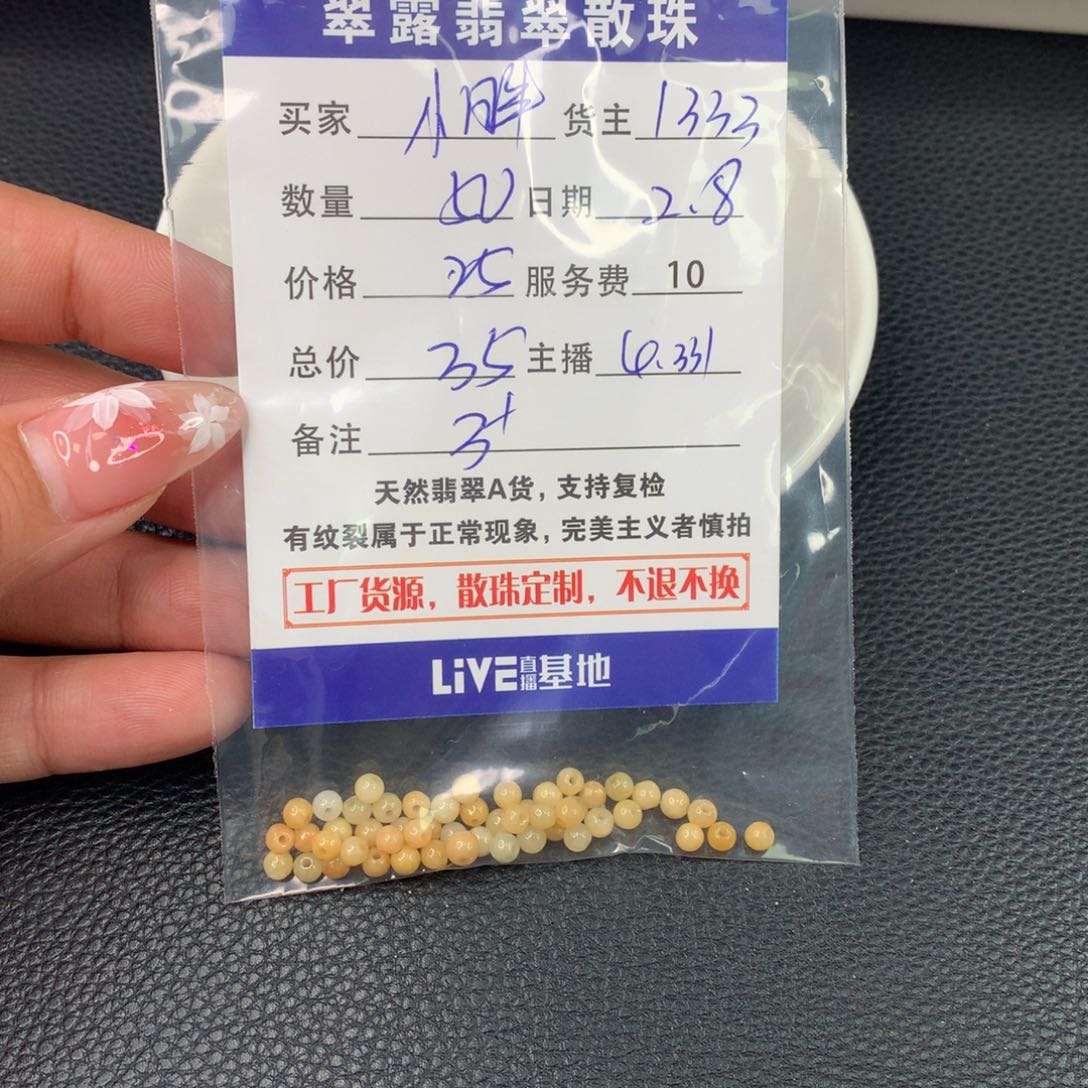 翠露翡翠散珠
买家 小胖 货主 1333
数量 50 日期 2.8
价格 25 服务费 10
总价 35 主播 6.331
备注 3+
天然翡翠A货，支持复检
有纹裂属于正常现象，完美主义者慎拍
工厂货源，散珠定制，不退不换
LiVE直播基地